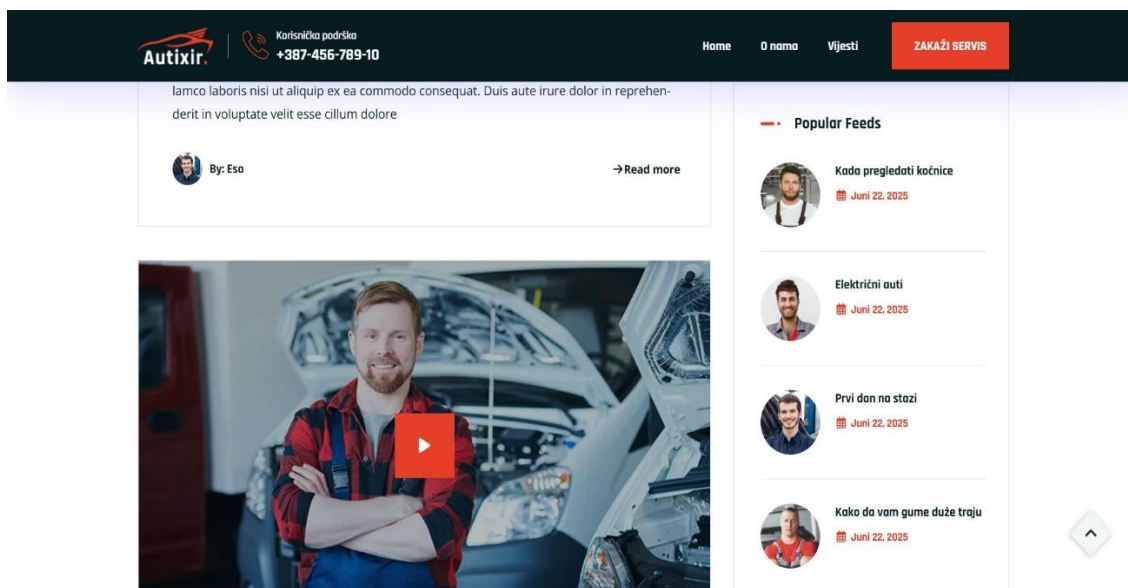 Autixir.
Korisnička podrška
+387-456-789-10
Home
O nama
Vijesti
ZAKAŽI SERVIS
lamco laboris nisi ut aliquip ex ea commodo consequat. Duis aute irure dolor in reprehen-
derit in voluptate velit esse cillum dolore
By: Eso
→Read more
Popular Feeds
Kada pregledati kočnice
Juni 22, 2025
Električni auti
Juni 22, 2025
Prvi dan na stazi
Juni 22, 2025
Kako da vam gume duže traju
Juni 22, 2025